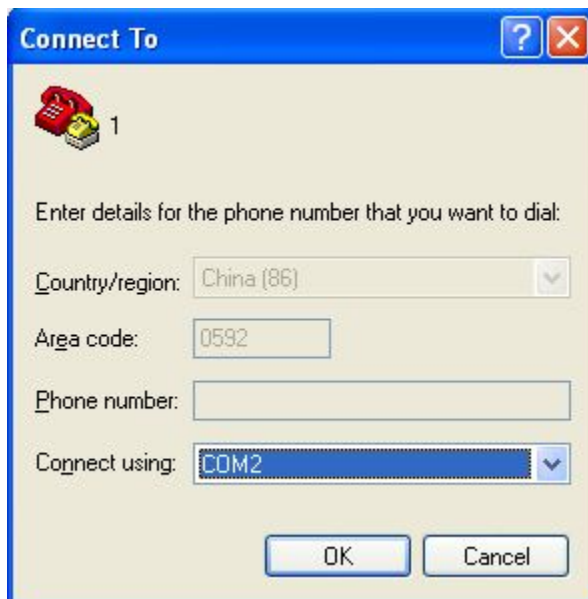 Connect To
1
Enter details for the phone number that you want to dial:
Country/region: China (86)
Area code: 0592
Phone number:
Connect using: COM2
OK Cancel